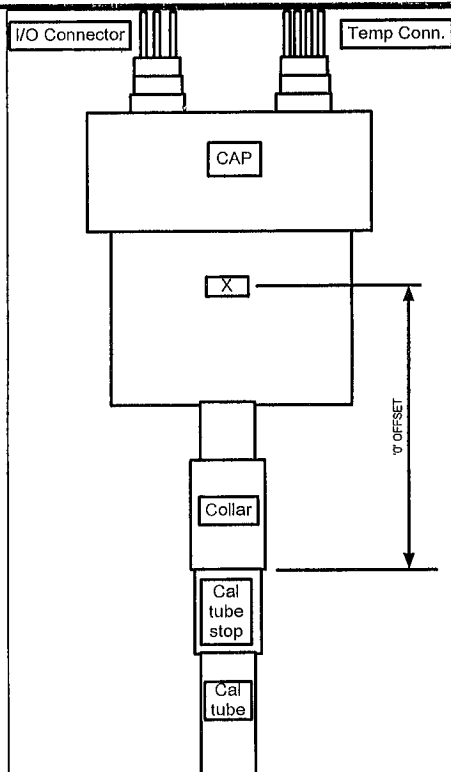 I/O Connector
Temp Conn.
CAP
X
'0' OFFSET
Collar
Cal
tube
stop
Cal
tube